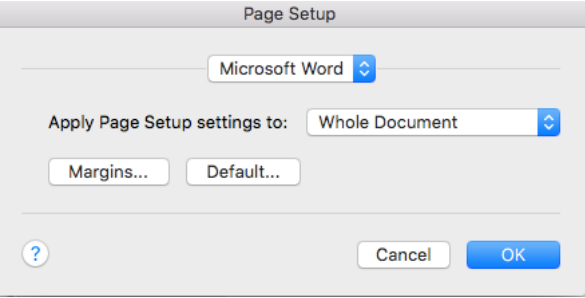 Page Setup
Microsoft Word
Apply Page Setup settings to: Whole Document
Margins... Default...
? Cancel OK